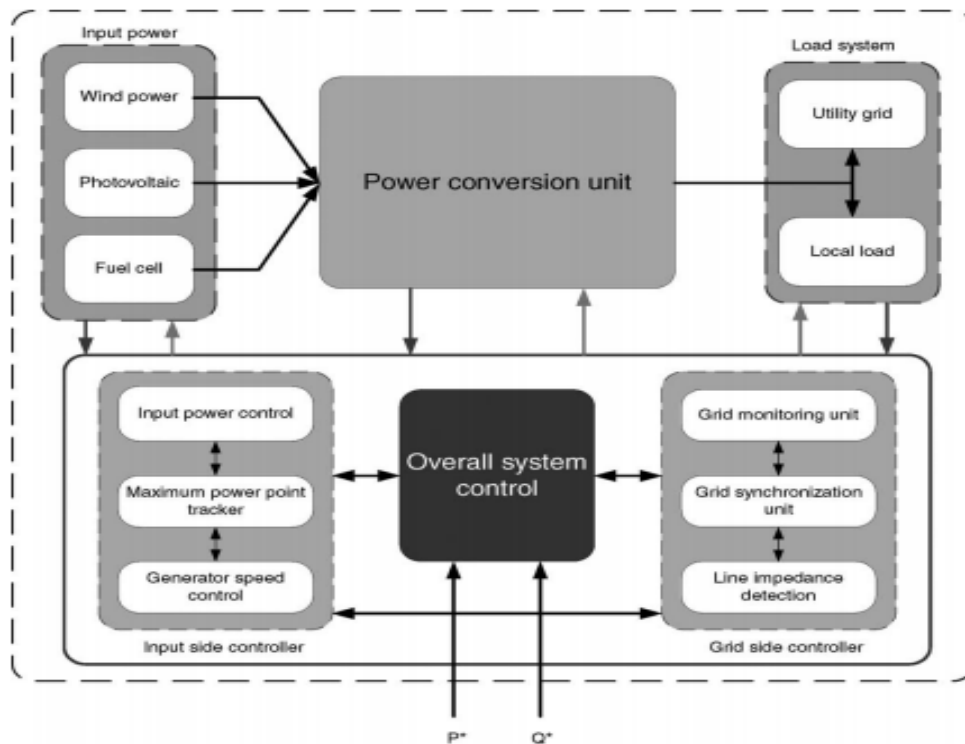 Input power
Load system
Wind power
Photovoltaic
Fuel cell
Power conversion unit
Utility grid
Local load
Input power control
Maximum power point
tracker
Generator speed
control
Input side controller
Overall system
control
Grid monitoring unit
Grid synchronization
unit
Line impedance
detection
Grid side controller
P*
Q*